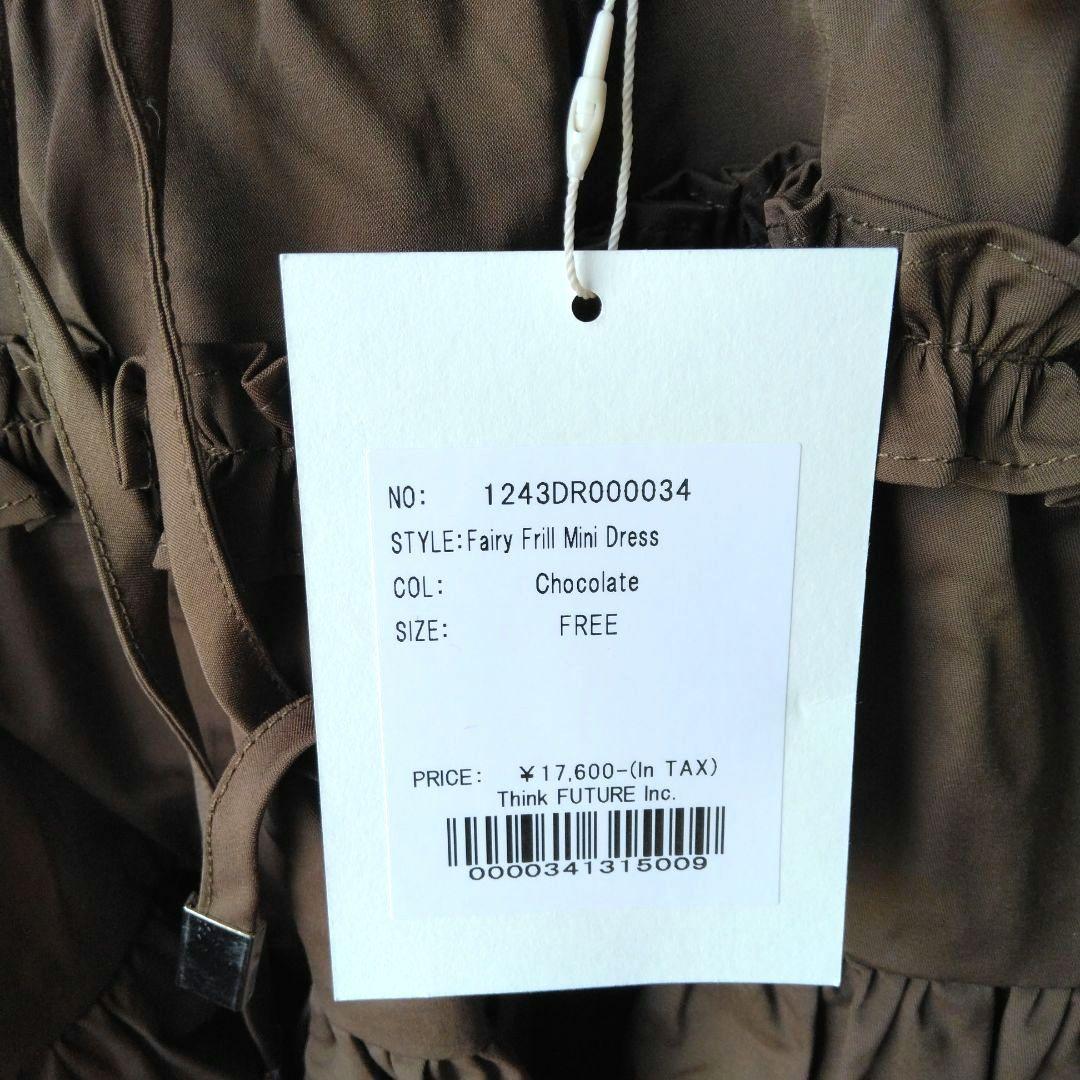 NO: 1243DR000034
STYLE:Fairy Frill Mini Dress
COL: Chocolate
SIZE: FREE
PRICE: ¥17,600-(In TAX)
Think FUTURE Inc.
0000341315009